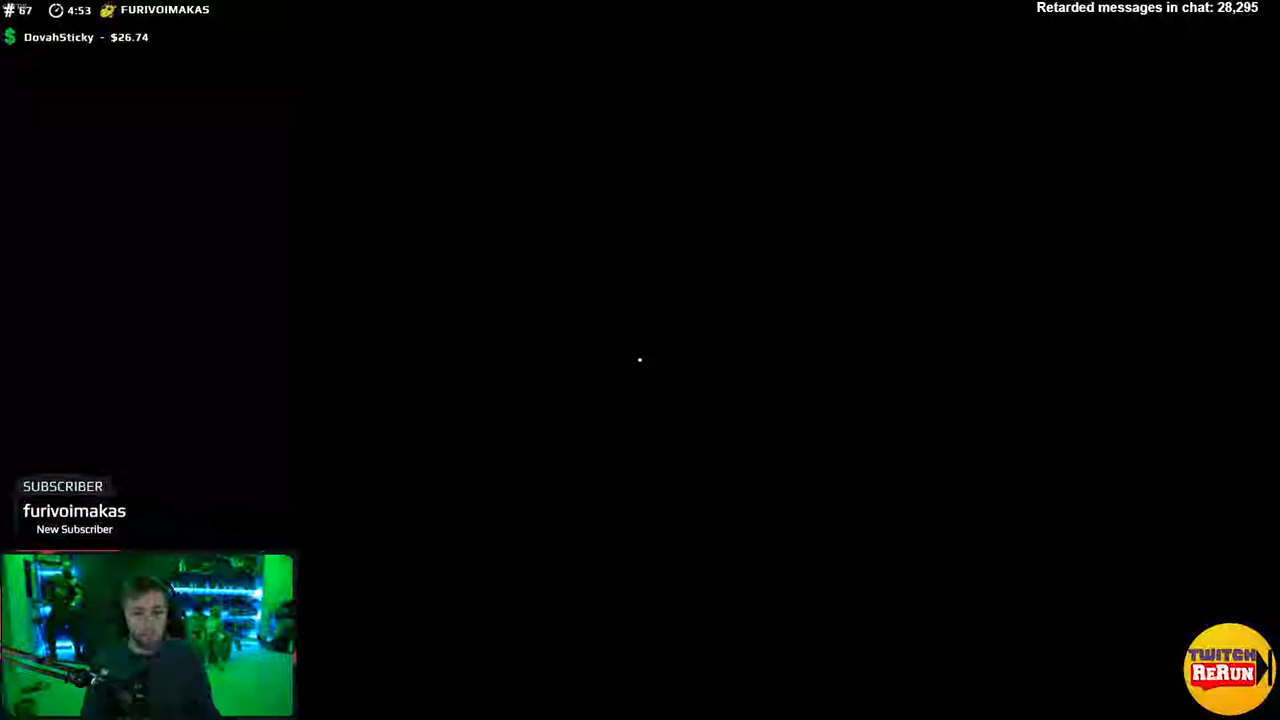 # 67 4:53 FURIVOIMAKAS
Retarded messages in chat: 28,295
$ DovahSticky - $26.74
SUBSCRIBER
furivoimakas
New Subscriber
TWITCH
RERUN